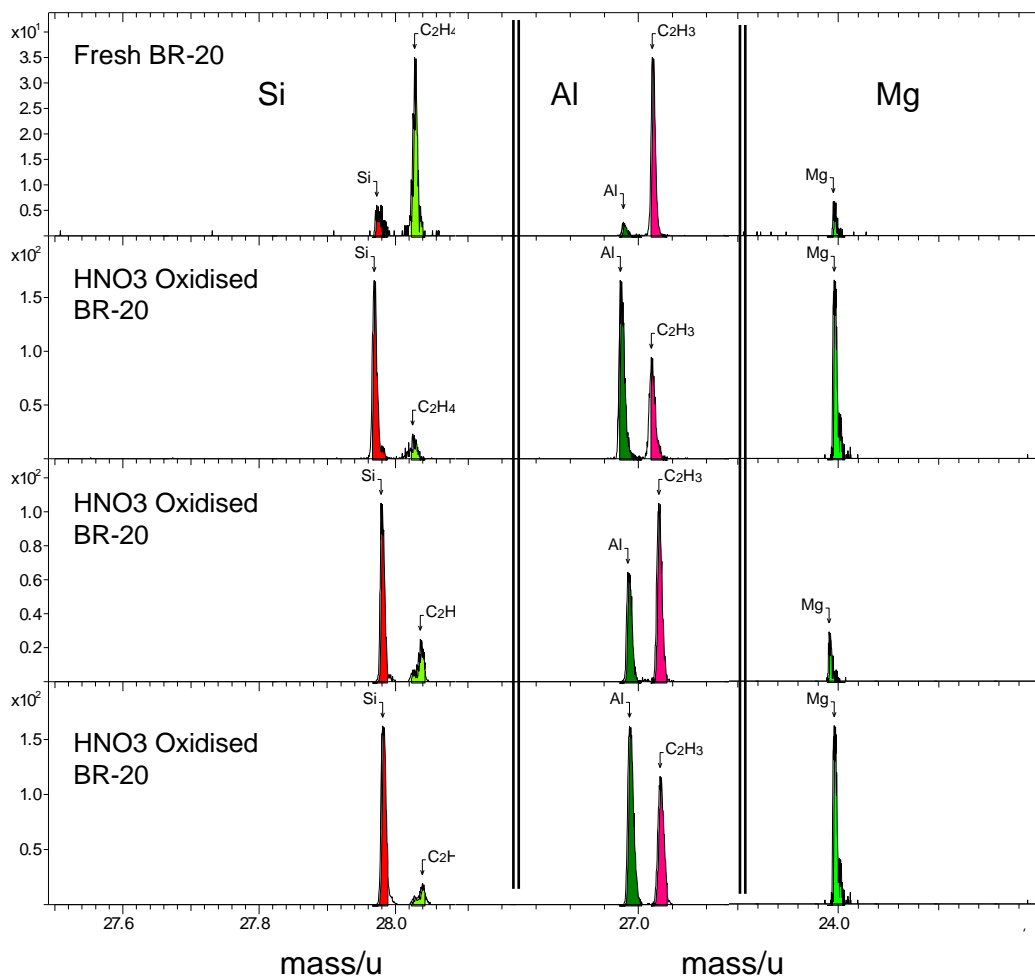 x10¹
Fresh BR-20
Si
Al
Mg
C2H4
C2H3
Si
Al
Mg
3.5
3.0
2.5
2.0
1.5
1.0
0.5
x10²
HNO3 Oxidised
BR-20
Si
C2H4
Al
C2H3
Mg
1.5
1.0
0.5
x10²
HNO3 Oxidised
BR-20
Si
C2H
Al
C2H3
Mg
1.0
0.8
0.6
0.4
0.2
x10²
HNO3 Oxidised
BR-20
Si
C2H
Al
C2H3
Mg
1.5
1.0
0.5
27.6
27.8
28.0
27.0
24.0
mass/u
mass/u